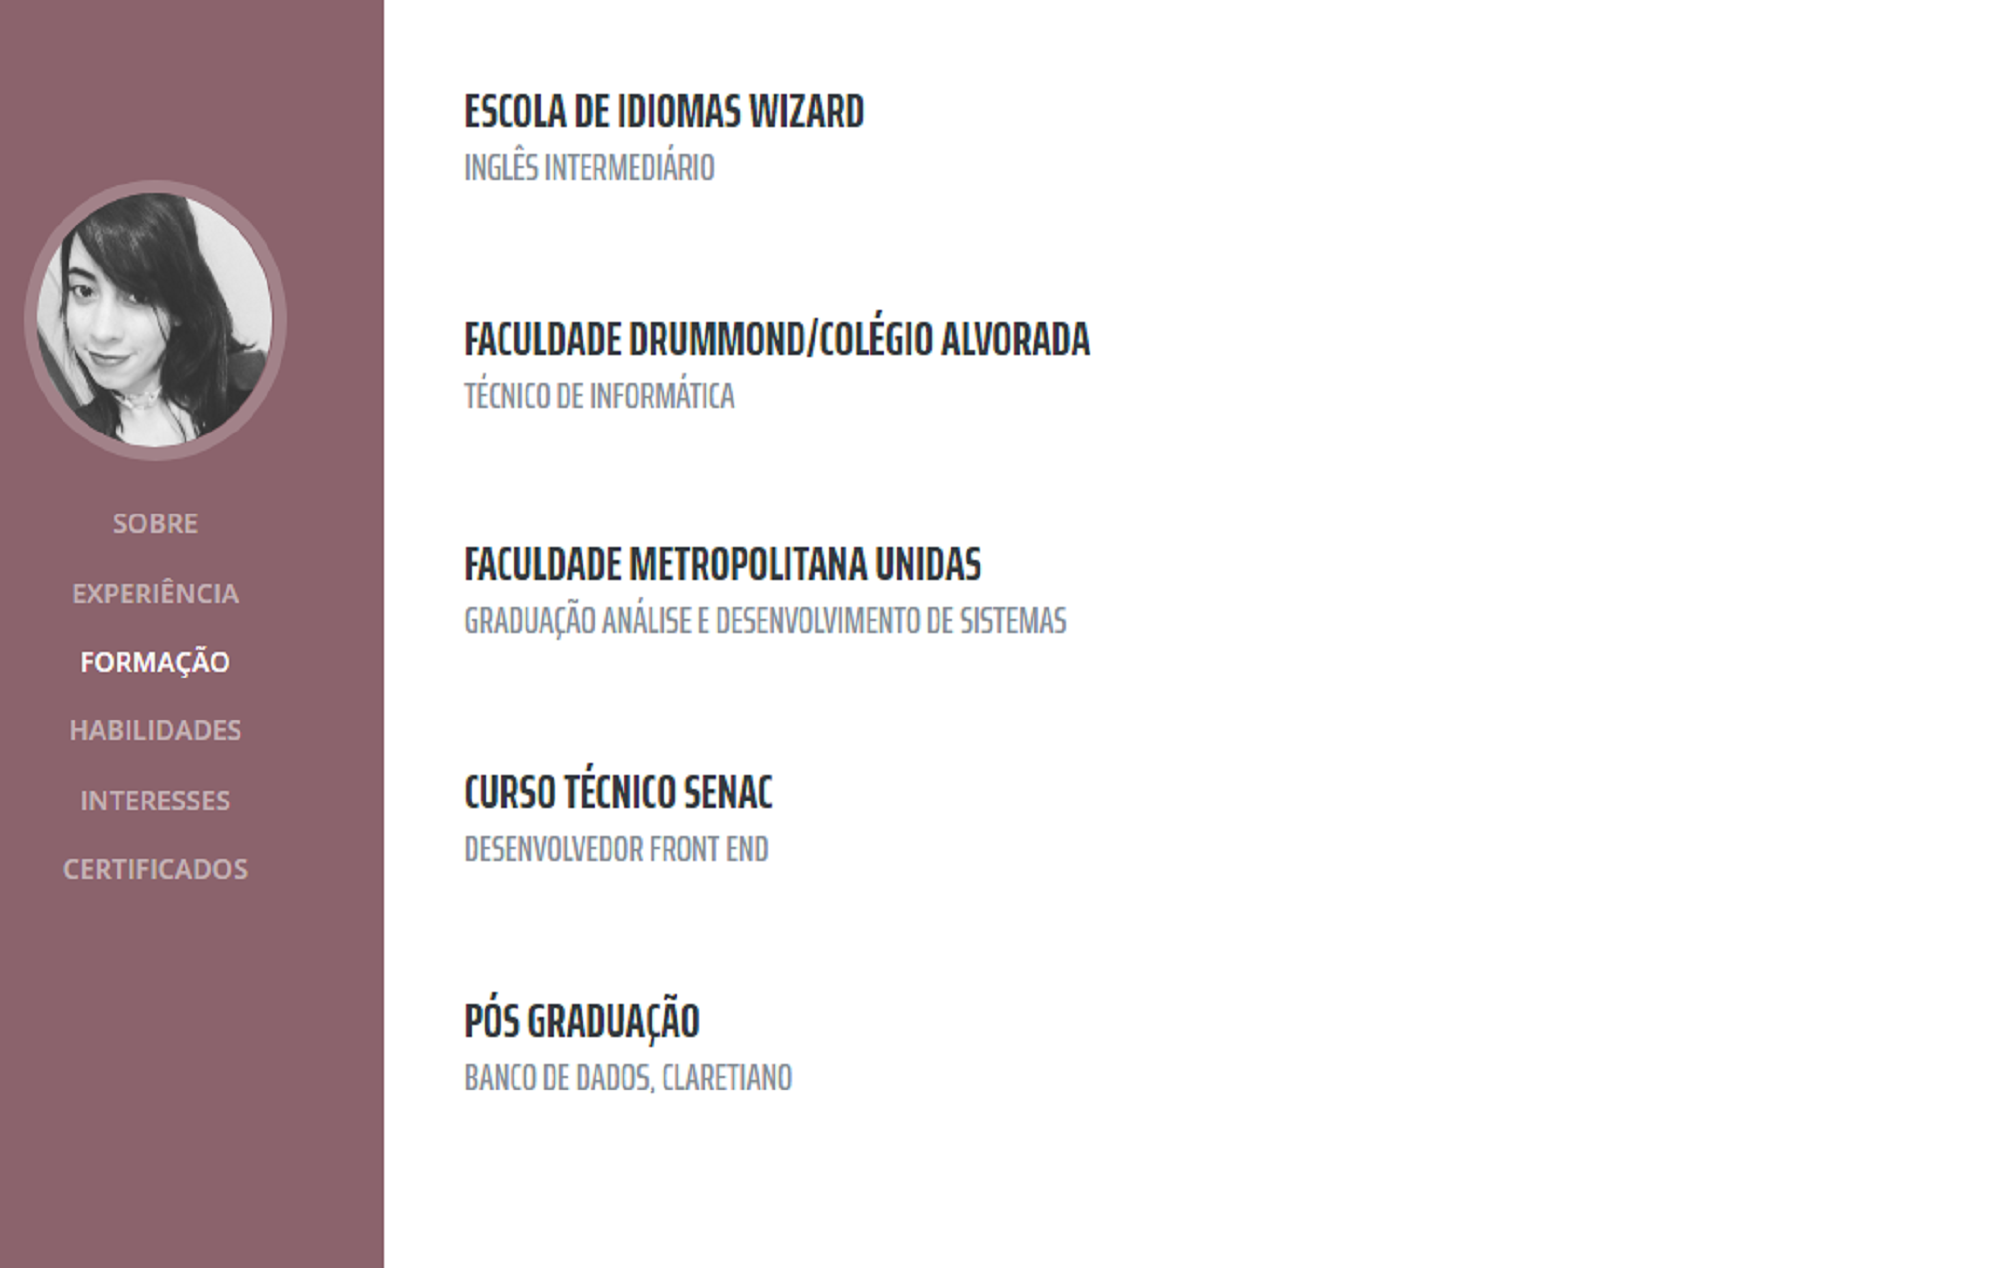 SOBRE
EXPERIÊNCIA
FORMAÇÃO
HABILIDADES
INTERESSES
CERTIFICADOS
ESCOLA DE IDIOMAS WIZARD
INGLÊS INTERMEDIÁRIO
FACULDADE DRUMMOND/COLÉGIO ALVORADA
TÉCNICO DE INFORMÁTICA
FACULDADE METROPOLITANA UNIDAS
GRADUAÇÃO ANÁLISE E DESENVOLVIMENTO DE SISTEMAS
CURSO TÉCNICO SENAC
DESENVOLVEDOR FRONT END
PÓS GRADUAÇÃO
BANCO DE DADOS, CLARETIANO